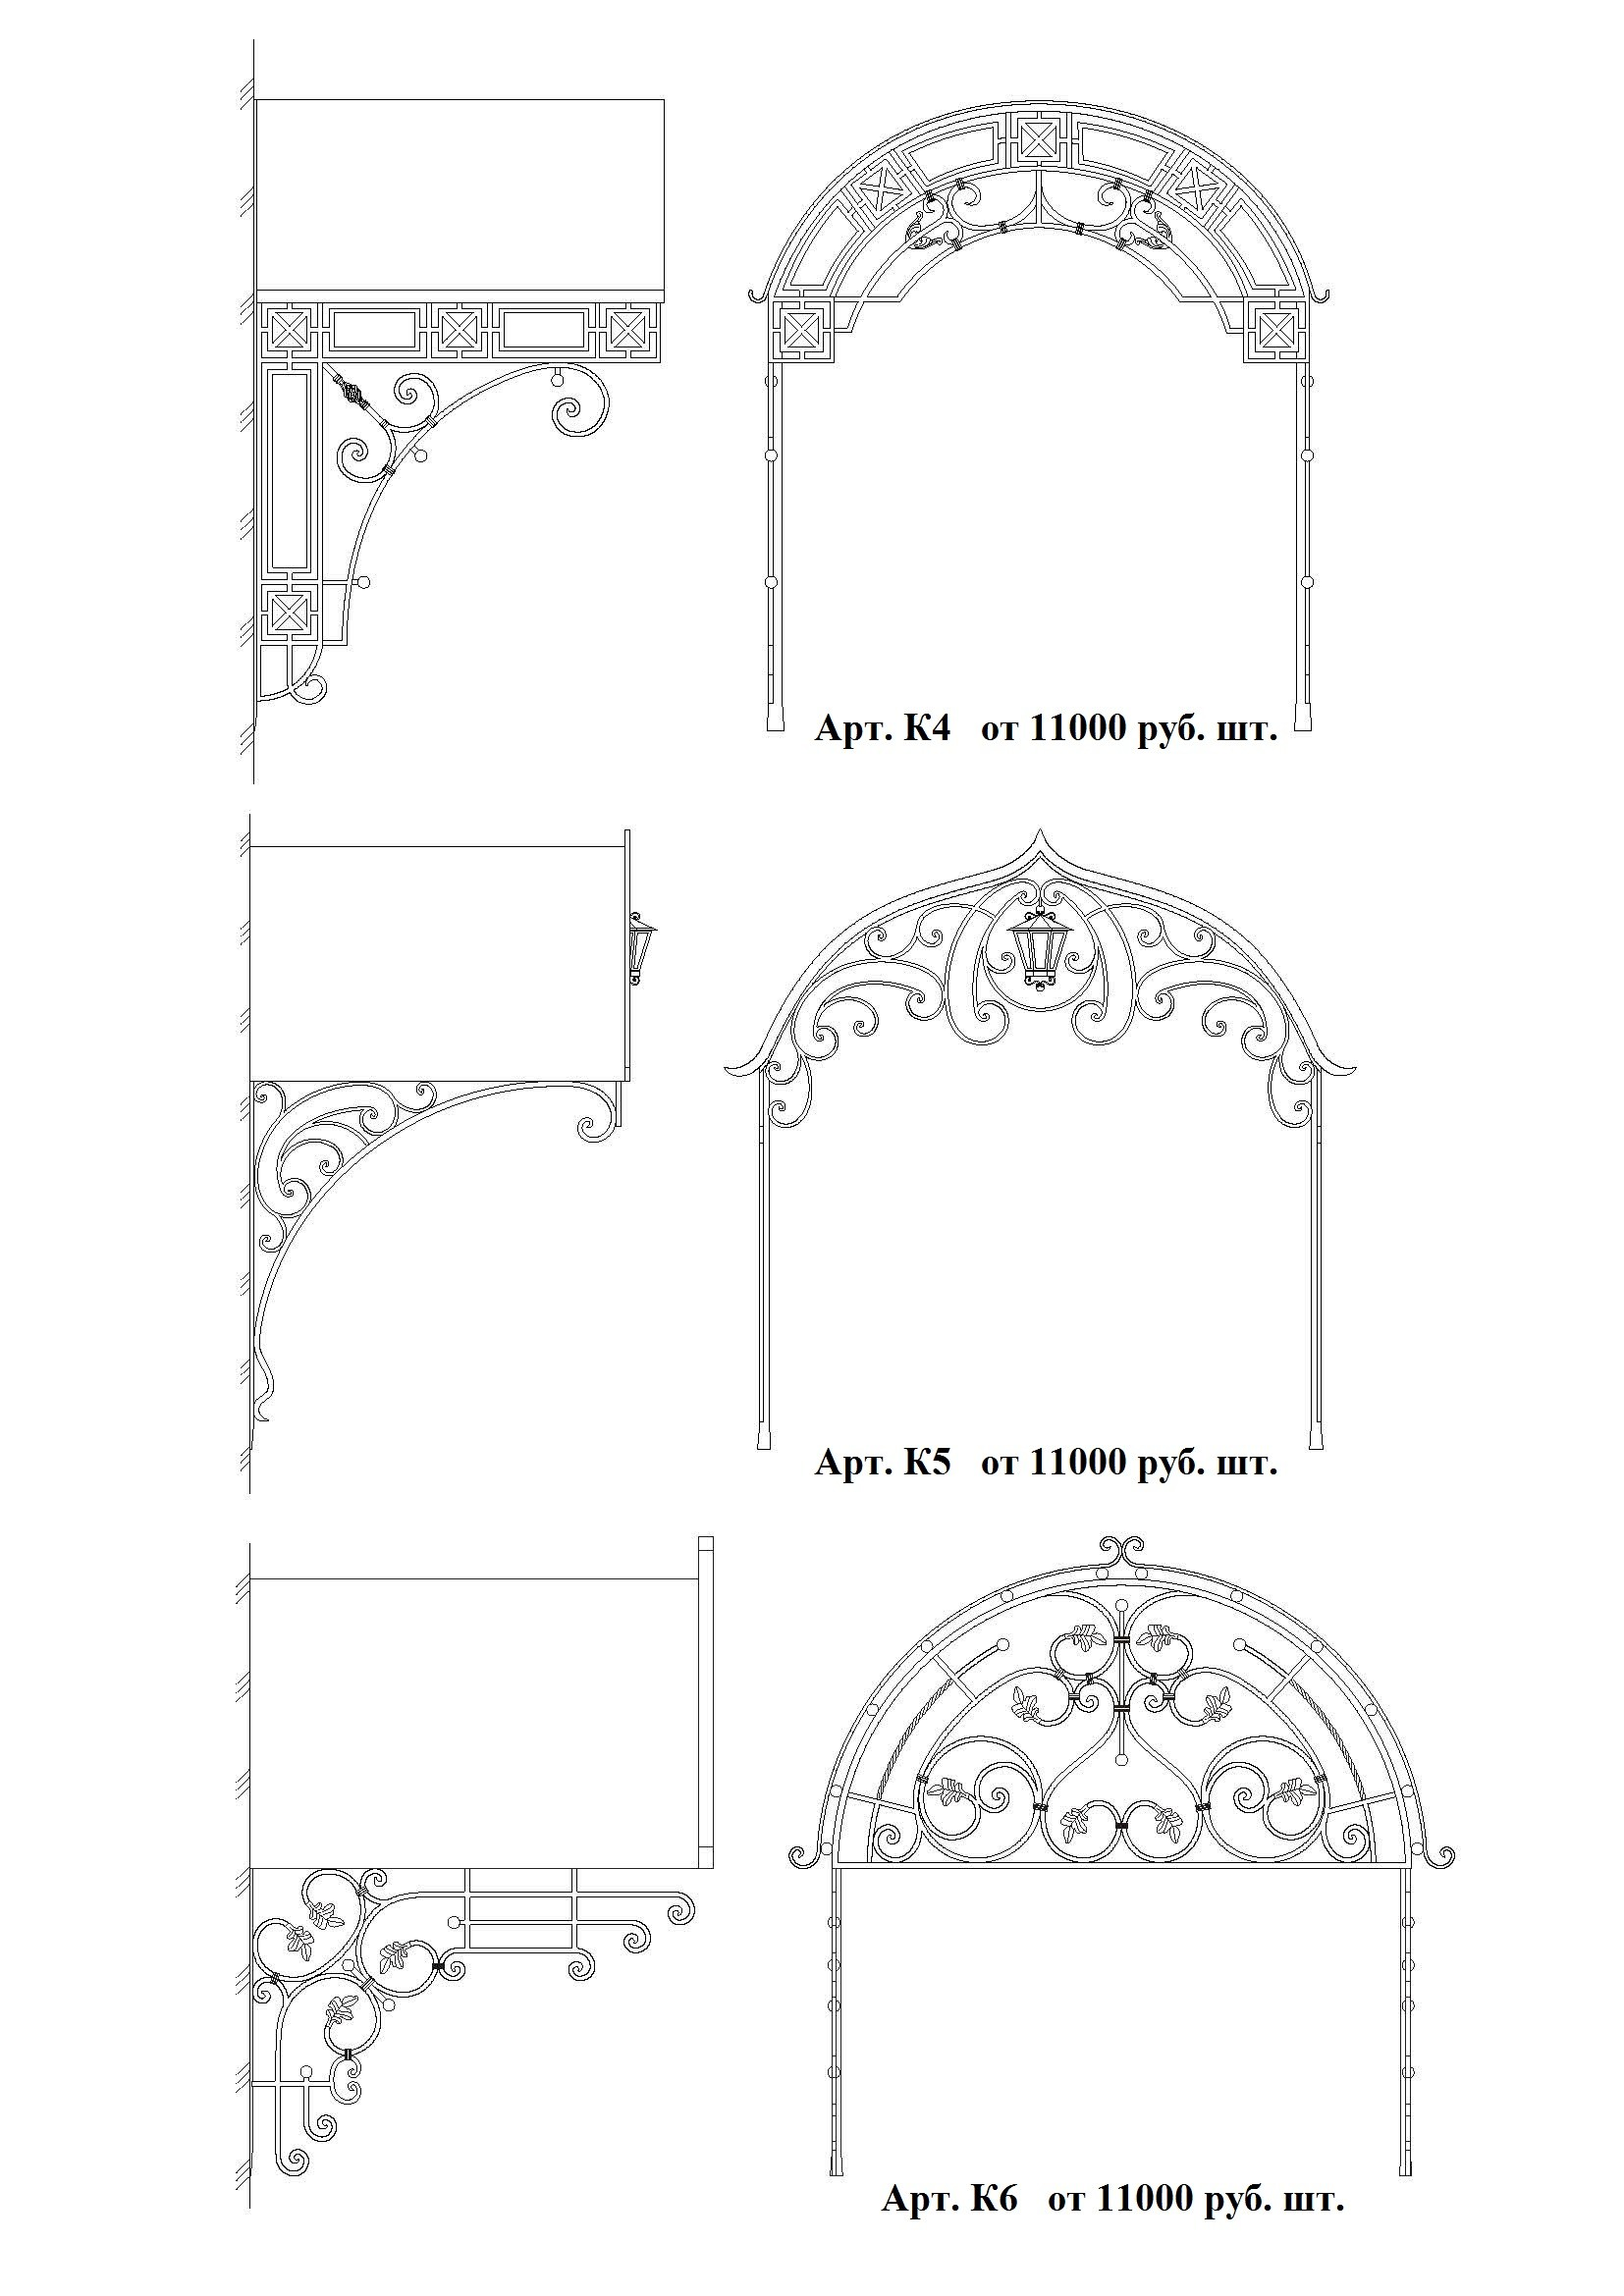 Арт. К4 от 11000 руб. шт.
Арт. К5 от 11000 руб. шт.
Арт. К6 от 11000 руб. шт.